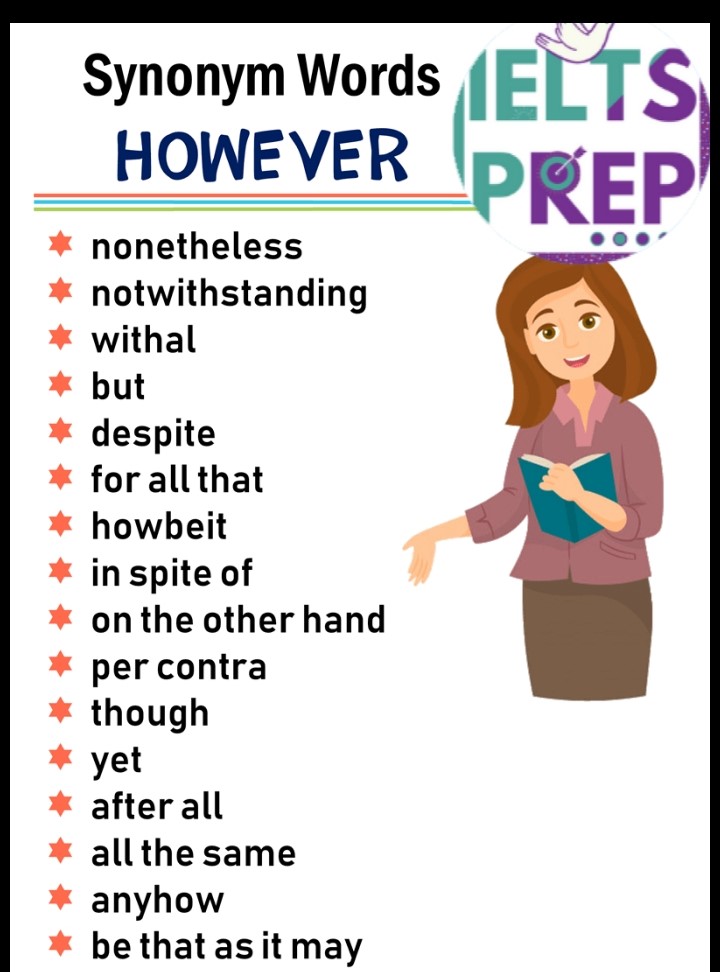 Synonym Words
HOWEVER
IELTS
PREP
nonetheless
notwithstanding
withal
but
despite
for all that
howbeit
in spite of
on the other hand
per contra
though
yet
after all
all the same
anyhow
be that as it may